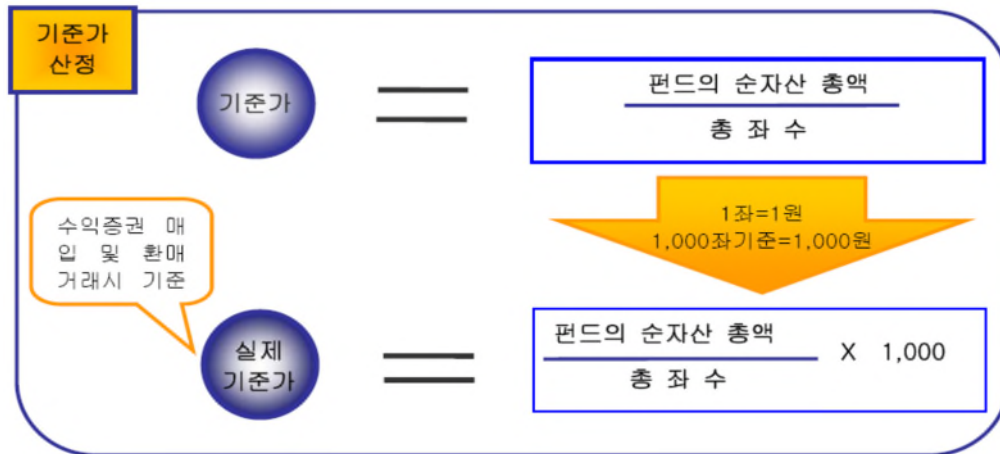 기준가
산정
기준가
펀드의 순자산 총액
총 좌 수
1좌=1원
1,000좌기준=1,000원
수익증권 매
입 및 환매
거래시 기준
실제
기준가
펀드의 순자산 총액
총 좌 수
X 1,000